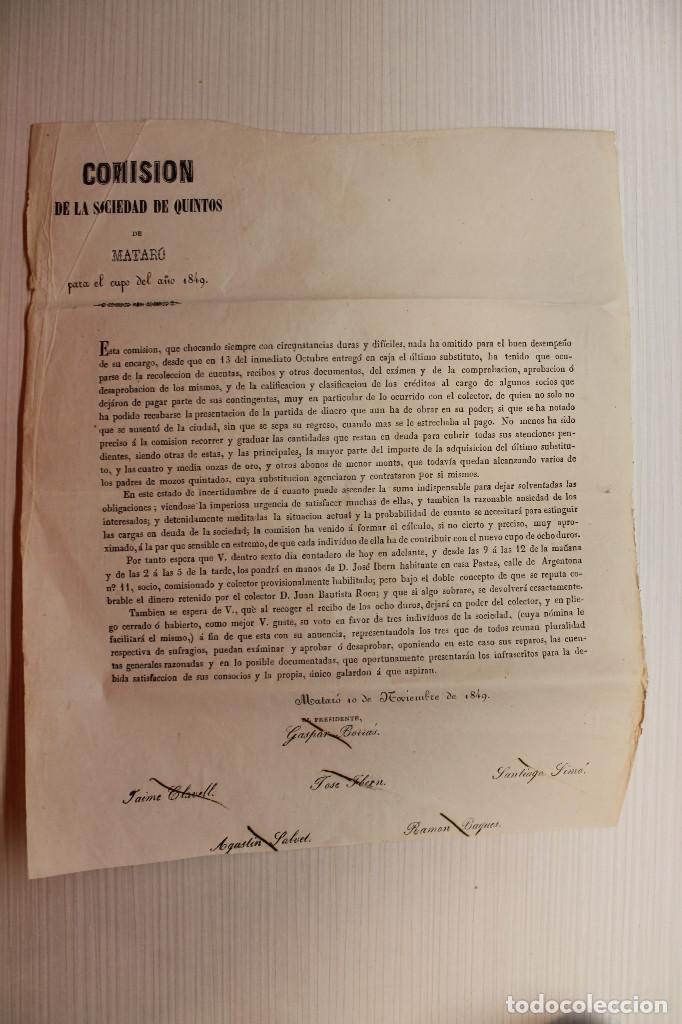 COMISION
DE LA SOCIEDAD DE QUINTOS
DE
MATARÓ
para el cupo del año 1849.
Esta comision, que chocando siempre con circunstancias duras y difíciles, nada ha omitido para el buen desempeño
de su encargo, desde que en 13 del inmediato Octubre entregó en caja el último substituto, ha tenido que ocu-
parse de la recoleccion de cuentas, recibos y otros documentos, del exámen y de la comprobacion, aprobacion ó
desaprobacion de los mismos, y de la calificacion y clasificacion de los créditos al cargo de algunos socios que
dejáron de pagar parte de sus contingentes, muy en particular de lo ocurrido con el colector, de quien no solo no
ha podido recabarse la presentacion de la partida de dinero que aun ha de obrar en su poder; si que se ha notado
que se ausentó de la ciudad, sin que se sepa su regreso, cuando mas se le estrechaba al pago. No menos ha sido
preciso á la comision recorrer y graduar las cantidades que restan en deuda para cubrir todas sus atenciones pen-
dientes, siendo otras de estas, y las principales, la mayor parte del importe de la adquisicion del último substitu-
to, y las cuatro y media onzas de oro, y otros abonos de menor monta, que todavía quedan alcanzando varios de
los padres de mozos quintados, cuya substitucion agenciaron y contrataron por si mismos.
En este estado de incertidumbre de á cuanto puede ascender la suma indispensable para dejar solventadas las
obligaciones; viendose la imperiosa urgencia de satisfacer muchas de ellas, y tambien la razonable ansiedad de los
interesados; y detenidamente meditadas la situacion actual y la probabilidad de cuanto se necesitará para estinguir
las cargas en deuda de la sociedad; la comision ha venido á formar el cálculo, si no cierto y preciso, muy apro-
ximado, á la par que sensible en estremo, de que cada individuo de ella ha de contribuir con el nuevo cupo de ocho duros.
Por tanto espera que V. dentro sexto dia contadero de hoy en adelante, y desde las 9 á las 12 de la mañana
y de las 2 á las 5 de la tarde, los pondrá en manos de D. José Ibern habitante en casa Pastas, calle de Argentona
nº. 11, socio, comisionado y colector provisionalmente habilitado; pero bajo el doble concepto de que se reputa co-
brable el dinero retenido por el colector D. Juan Bautista Roca; y que si algo sobrare, se devolverá cesactamente.
Tambien se espera de V., que al recoger el recibo de los ocho duros, dejará en poder del colector, y en plie-
go cerrado ó habierto, como mejor V. guste, su voto en favor de tres individuos de la sociedad, (cuya nómina le
facilitará el mismo,) á fin de que esta con su anuencia, representandola los tres que de todos reunan pluralidad
respectiva de sufragios, puedan exáminar y aprobar ó desaprobar, oponiendo en este caso sus reparos, las cuen-
tas generales razonadas y en lo posible documentadas, que oportunamente presentarán los infrascritos para la de-
bida satisfaccion de sus consocios y la propia, único galardon á que aspiran.
Mataró 10 de Noviembre de 1849.
EL PRESIDENTE,
Gaspar Borrás.
Jaime Clavell.
Jose Ibern.
Santiago Simó.
Agustin Salvet.
Ramon Baques.
todocoleccion